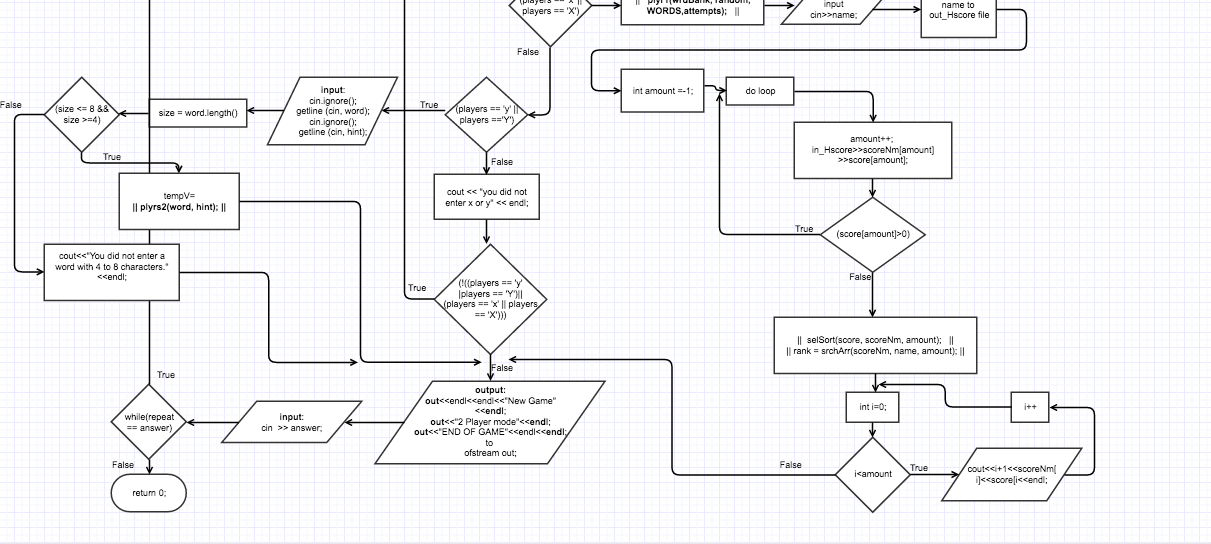 (players == 'x' ||
players == 'X')
|| plyr1(wrdBank, random,
WORDS,attempts); ||
input
cin>>name;
name to
out_Hscore file
False
int amount =-1;
do loop
False
(size <= 8 &&
size >=4)
size = word.length()
input:
cin.ignore();
getline (cin, word);
cin.ignore();
getline (cin, hint);
True
(players == 'y' ||
players =='Y')
amount++;
in_Hscore>>scoreNm[amount]
>>score[amount];
True
False
tempV=
|| plyrs2(word, hint); ||
cout << "you did not
enter x or y" << endl;
True
(score[amount]>0)
False
cout<<"You did not enter a
word with 4 to 8 characters."
<<endl;
True
(!((players == 'y'
|players == 'Y')||
(players == 'x' || players
== 'X')))
|| selSort(score, scoreNm, amount); ||
|| rank = srchArr(scoreNm, name, amount); ||
False
True
while(repeat
== answer)
input:
cin >> answer;
output:
out<<endl<<endl<<"New Game"
<<endl;
out<<"2 Player mode"<<endl;
out<<"END OF GAME"<<endl<<endl;
to
ofstream out;
int i=0;
i++
False
return 0;
False
i<amount
True
cout<<i+1<<scoreNm[
i]<<score[i<<endl;